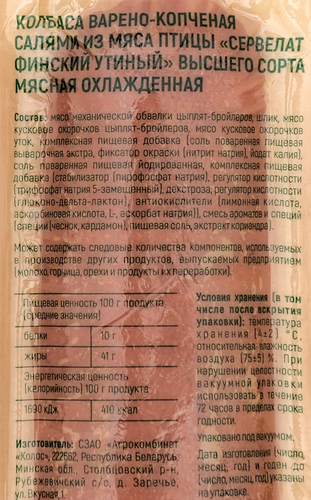 КОЛБАСА ВАРЕНО-КОПЧЕНАЯ
САЛЯМИ ИЗ МЯСА ПТИЦЫ «СЕРВЕЛАТ
ФИНСКИЙ УТИНЫЙ» ВЫСШЕГО СОРТА
МЯСНАЯ ОХЛАЖДЕННАЯ
Состав: мясо механической обвалки цыплят-бройлеров, шпик, мясо
кусковое окорочков цыплят-бройлеров, мясо кусковое окорочков
уток, комплексная пищевая добавка (соль поваренная пищевая
выварочная экстра, фиксатор окраски (нитрит натрия), йодат калия),
соль поваренная пищевая йодированная, комплексная пищевая
добавка (стабилизатор (пирофосфат натрия), регулятор кислотности
(трифосфат натрия 5-замещенный), декстроза, регулятор кислотности
(глюконо-дельта-лактон), антиокислители (лимонная кислота,
аскорбиновая кислота, L-, аскорбат натрия)), смесь ароматов и специй
(специи (чеснок, кардамон), пищевая соль, экстракт кориандра).
Может содержать следовые количества компонентов, используемых
в производстве других продуктов, выпускаемых предприятием
(молоко, горчица, орехи и продукты их переработки).
Пищевая ценность 100 г продукта
(средние значения)
белки 10 г
жиры 41 г
Энергетическая ценность
(калорийность) 100 г продукта
1690 кДж 410 ккал
Условия хранения (в том
числе после вскрытия
упаковки): температура
хранения (4±2) °С,
относительная влажность
воздуха (75±5) %. При
нарушении целостности
вакуумной упаковки
использовать в течение
72 часов в пределах срока
годности.
Упаковано под вакуумом.
Дата изготовления (число,
месяц, год) и годен до
(число, месяц, год) указаны
на упаковке.
Изготовитель: СЗАО «Агрокомбинат
«Колос», 222662, Республика Беларусь,
Минская обл., Столбцовский р-н,
Рубежевичский с/с, д. Заречье,
ул. Вкусная, 1.